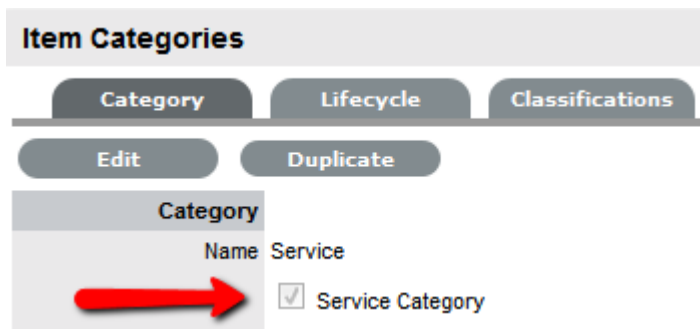 Item Categories
Category Lifecycle Classifications
Edit Duplicate
Category
Name Service
Service Category